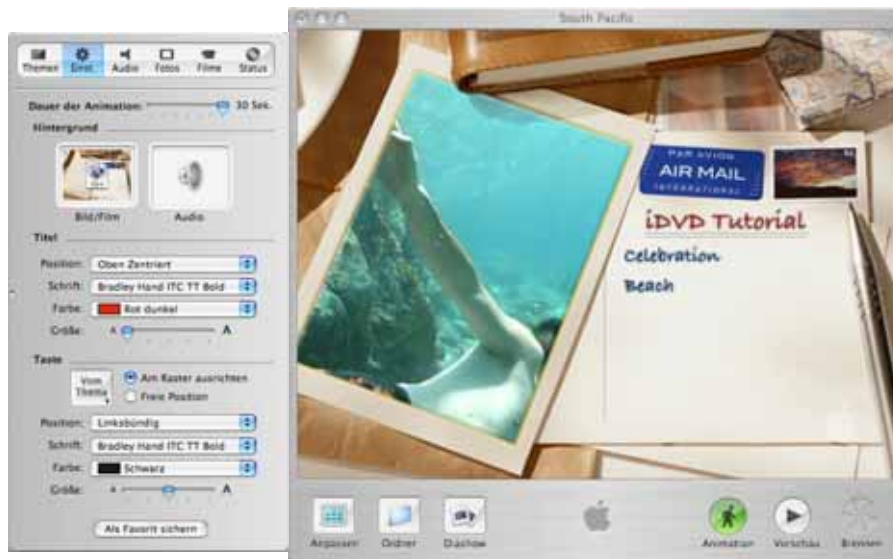 Themen Einst. Audio Fotos Filme Status
Dauer der Animation: 30 Sek.
Hintergrund
Bild/Film Audio
Titel
Position: Oben Zentriert
Schrift: Bradley Hand ITC TT Bold
Farbe: Rot dunkel
Größe: A A
Taste
Vom Thema
Am Raster ausrichten
Freie Position
Position: Linksbündig
Schrift: Bradley Hand ITC TT Bold
Farbe: Schwarz
Größe: A A
Als Favorit sichern
South Pacific
PAR AVION
AIR MAIL
INTERNATIONAL
iDVD Tutorial
Celebration
Beach
Anpassen Ordner Diashow Animation Vorschau Brennen